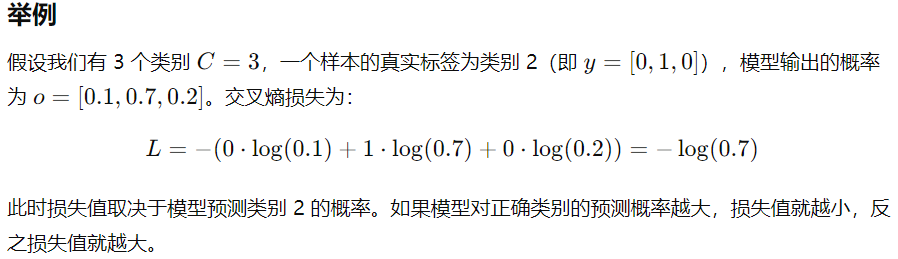 举例
假设我们有 3 个类别 C = 3，一个样本的真实标签为类别 2（即 y = [0, 1, 0]），模型输出的概率
为 o = [0.1, 0.7, 0.2]。交叉熵损失为：
L = −(0 · log(0.1) + 1 · log(0.7) + 0 · log(0.2)) = − log(0.7)
此时损失值取决于模型预测类别 2 的概率。如果模型对正确类别的预测概率越大，损失值就越小，反
之损失值就越大。